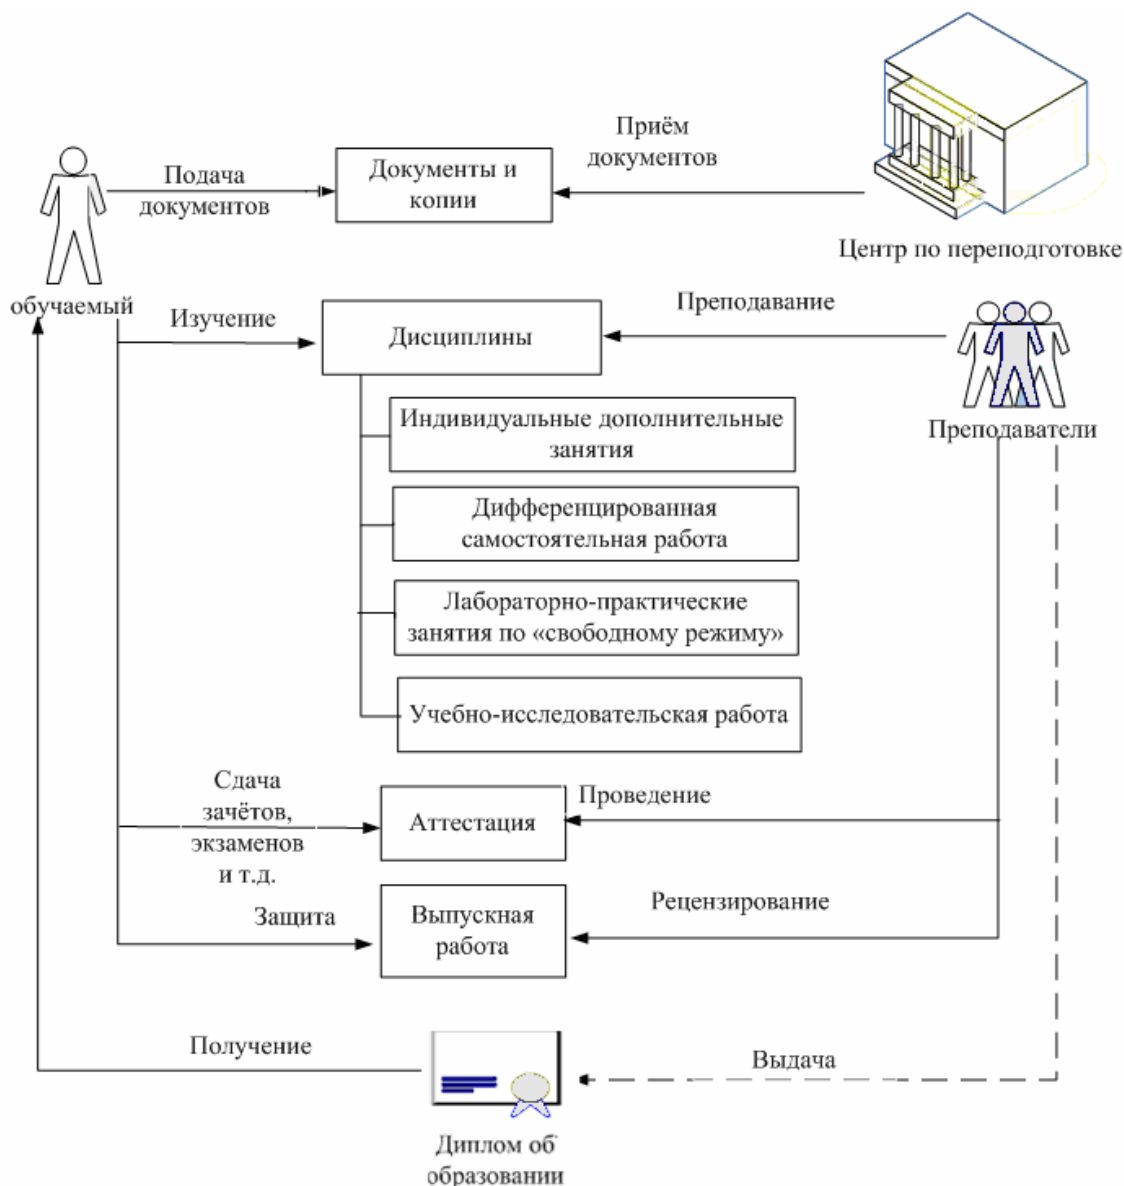 Приём
документов
Подача
документов
Документы и
копии
Центр по переподготовке
обучаемый
Изучение
Преподавание
Дисциплины
Преподаватели
Индивидуальные дополнительные
занятия
Дифференцированная
самостоятельная работа
Лабораторно-практические
занятия по «свободному режиму»
Учебно-исследовательская работа
Сдача
зачётов,
экзаменов
и т.д.
Аттестация
Проведение
Защита
Выпускная
работа
Рецензирование
Получение
Выдача
Диплом об
образовании